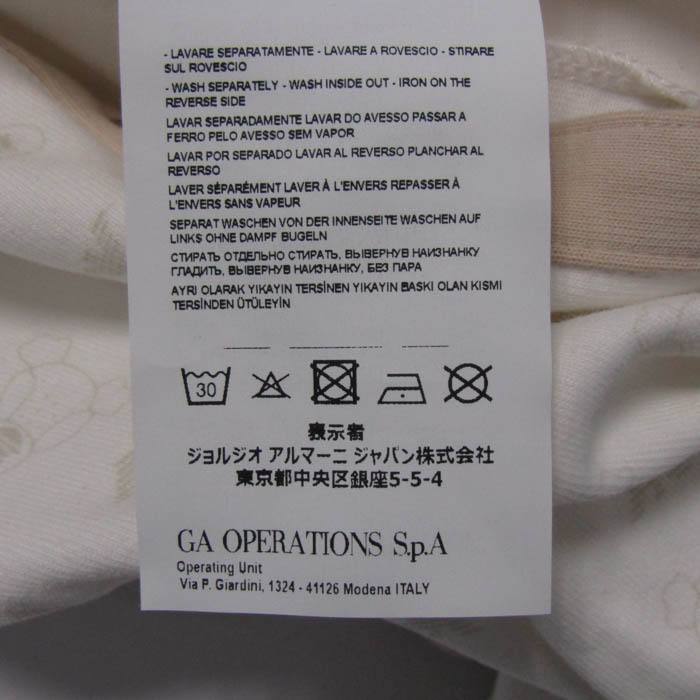 - LAVARE SEPARATAMENTE - LAVARE A ROVESCIO - STIRARE
SUL ROVESCIO
- WASH SEPARATELY - WASH INSIDE OUT - IRON ON THE
REVERSE SIDE
LAVAR SEPARADAMENTE LAVAR DO AVESSO PASSAR A
FERRO PELO AVESSO SEM VAPOR
LAVAR POR SEPARADO LAVAR AL REVERSO PLANCHAR AL
REVERSO
LAVER SÉPARÉMENT LAVER À L'ENVERS REPASSER À
L'ENVERS SANS VAPEUR
SEPARAT WASCHEN VON DER INNENSEITE WASCHEN AUF
LINKS OHNE DAMPF BUGELN
СТИРАТЬ ОТДЕЛЬНО СТИРАТЬ, ВЫВЕРНУВ НАИЗНАНКУ
ГЛАДИТЬ, ВЫВЕРНУВ НАИЗНАНКУ, БЕЗ ПАРА
AYRI OLARAK YIKAYIN TERSİNEN YIKAYIN BASKI OLAN KISMI
TERSİNDEN ÜTÜLEYİN
30
表示者
ジョルジオ アルマーニ ジャパン株式会社
東京都中央区銀座5-5-4
GA OPERATIONS S.p.A
Operating Unit
Via P. Giardini, 1324 - 41126 Modena ITALY